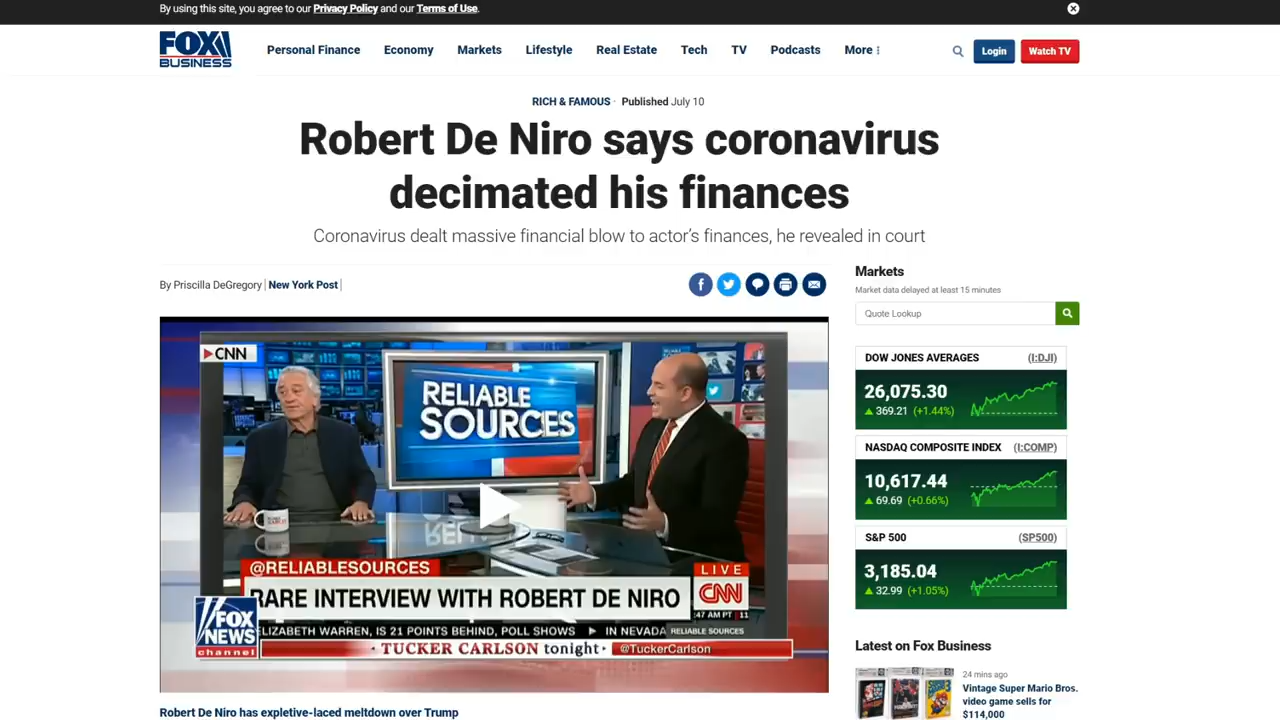 By using this site, you agree to our Privacy Policy and our Terms of Use.
FOX
BUSINESS
Personal Finance
Economy
Markets
Lifestyle
Real Estate
Tech
TV
Podcasts
More
Login
Watch TV
RICH & FAMOUS · Published July 10
Robert De Niro says coronavirus
decimated his finances
Coronavirus dealt massive financial blow to actor's finances, he revealed in court
By Priscilla DeGregory | New York Post |
CNN
RELIABLE
SOURCES
@RELIABLESOURCES
RARE INTERVIEW WITH ROBERT DE NIRO
LIVE
CNN
:47 AM PT
ELIZABETH WARREN, IS 21 POINTS BEHIND, POLL SHOWS ▶ IN NEVADA
RELIABLE SOURCES
FOX
NEWS
channel
· TUCKER CARLSON tonight · @TuckerCarlson
Robert De Niro has expletive-laced meltdown over Trump
Markets
Market data delayed at least 15 minutes
Quote Lookup
DOW JONES AVERAGES (I:DJI)
26,075.30
▲ 369.21 (+1.44%)
NASDAQ COMPOSITE INDEX (I:COMP)
10,617.44
▲ 69.69 (+0.66%)
S&P 500 (SP500)
3,185.04
▲ 32.99 (+1.05%)
Latest on Fox Business
24 mins ago
Vintage Super Mario Bros.
video game sells for
$114,000